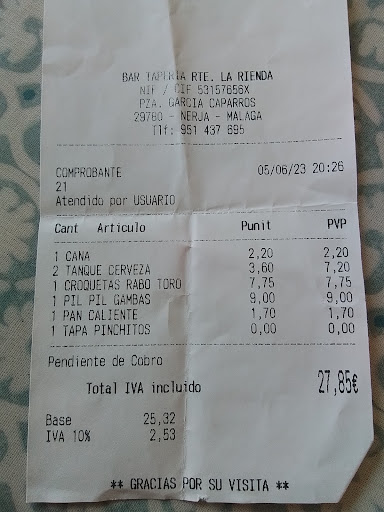 BAR TAPERIA RTE. LA RIENDA
NIF / CIF 53157656X
PZA. GARCIA CAPARROS
29780 - NERJA - MALAGA
Tlf: 951 437 695
COMPROBANTE 05/06/23 20:26
21
Atendido por USUARIO
Cant Articulo Punit PVP
1 CANA 2,20 2,20
2 TANQUE CERVEZA 3,60 7,20
1 CROQUETAS RABO TORO 7,75 7,75
1 PIL PIL GAMBAS 9,00 9,00
1 PAN CALIENTE 1,70 1,70
1 TAPA PINCHITOS 0,00 0,00
Pendiente de Cobro
Total IVA incluido 27,85€
Base 25,32
IVA 10% 2,53
** GRACIAS POR SU VISITA **